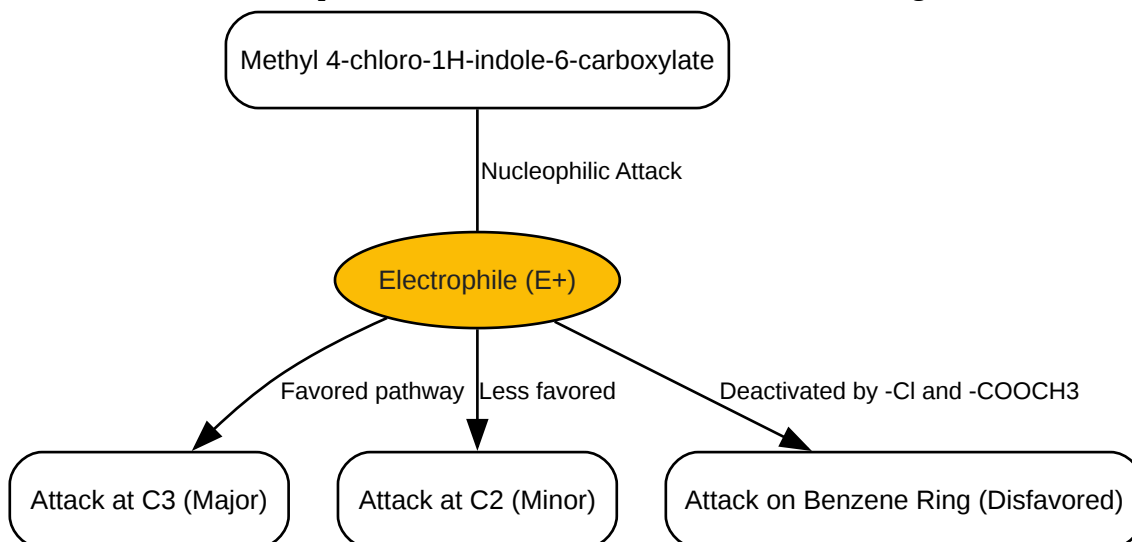 Methyl 4-chloro-1H-indole-6-carboxylate
Nucleophilic Attack
Electrophile (E+)
Favored pathway
Less favored
Deactivated by -Cl and -COOCH3
Attack at C3 (Major)
Attack at C2 (Minor)
Attack on Benzene Ring (Disfavored)